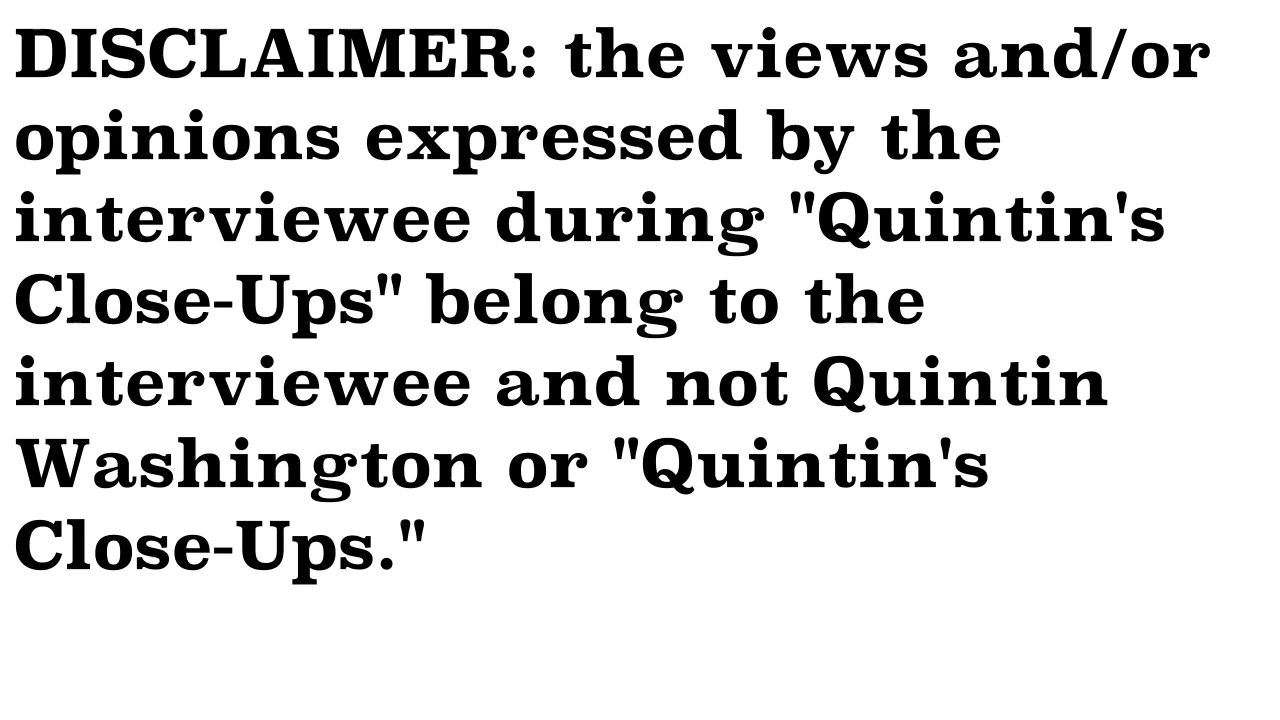 DISCLAIMER: the views and/or
opinions expressed by the
interviewee during "Quintin's
Close-Ups" belong to the
interviewee and not Quintin
Washington or "Quintin's
Close-Ups."